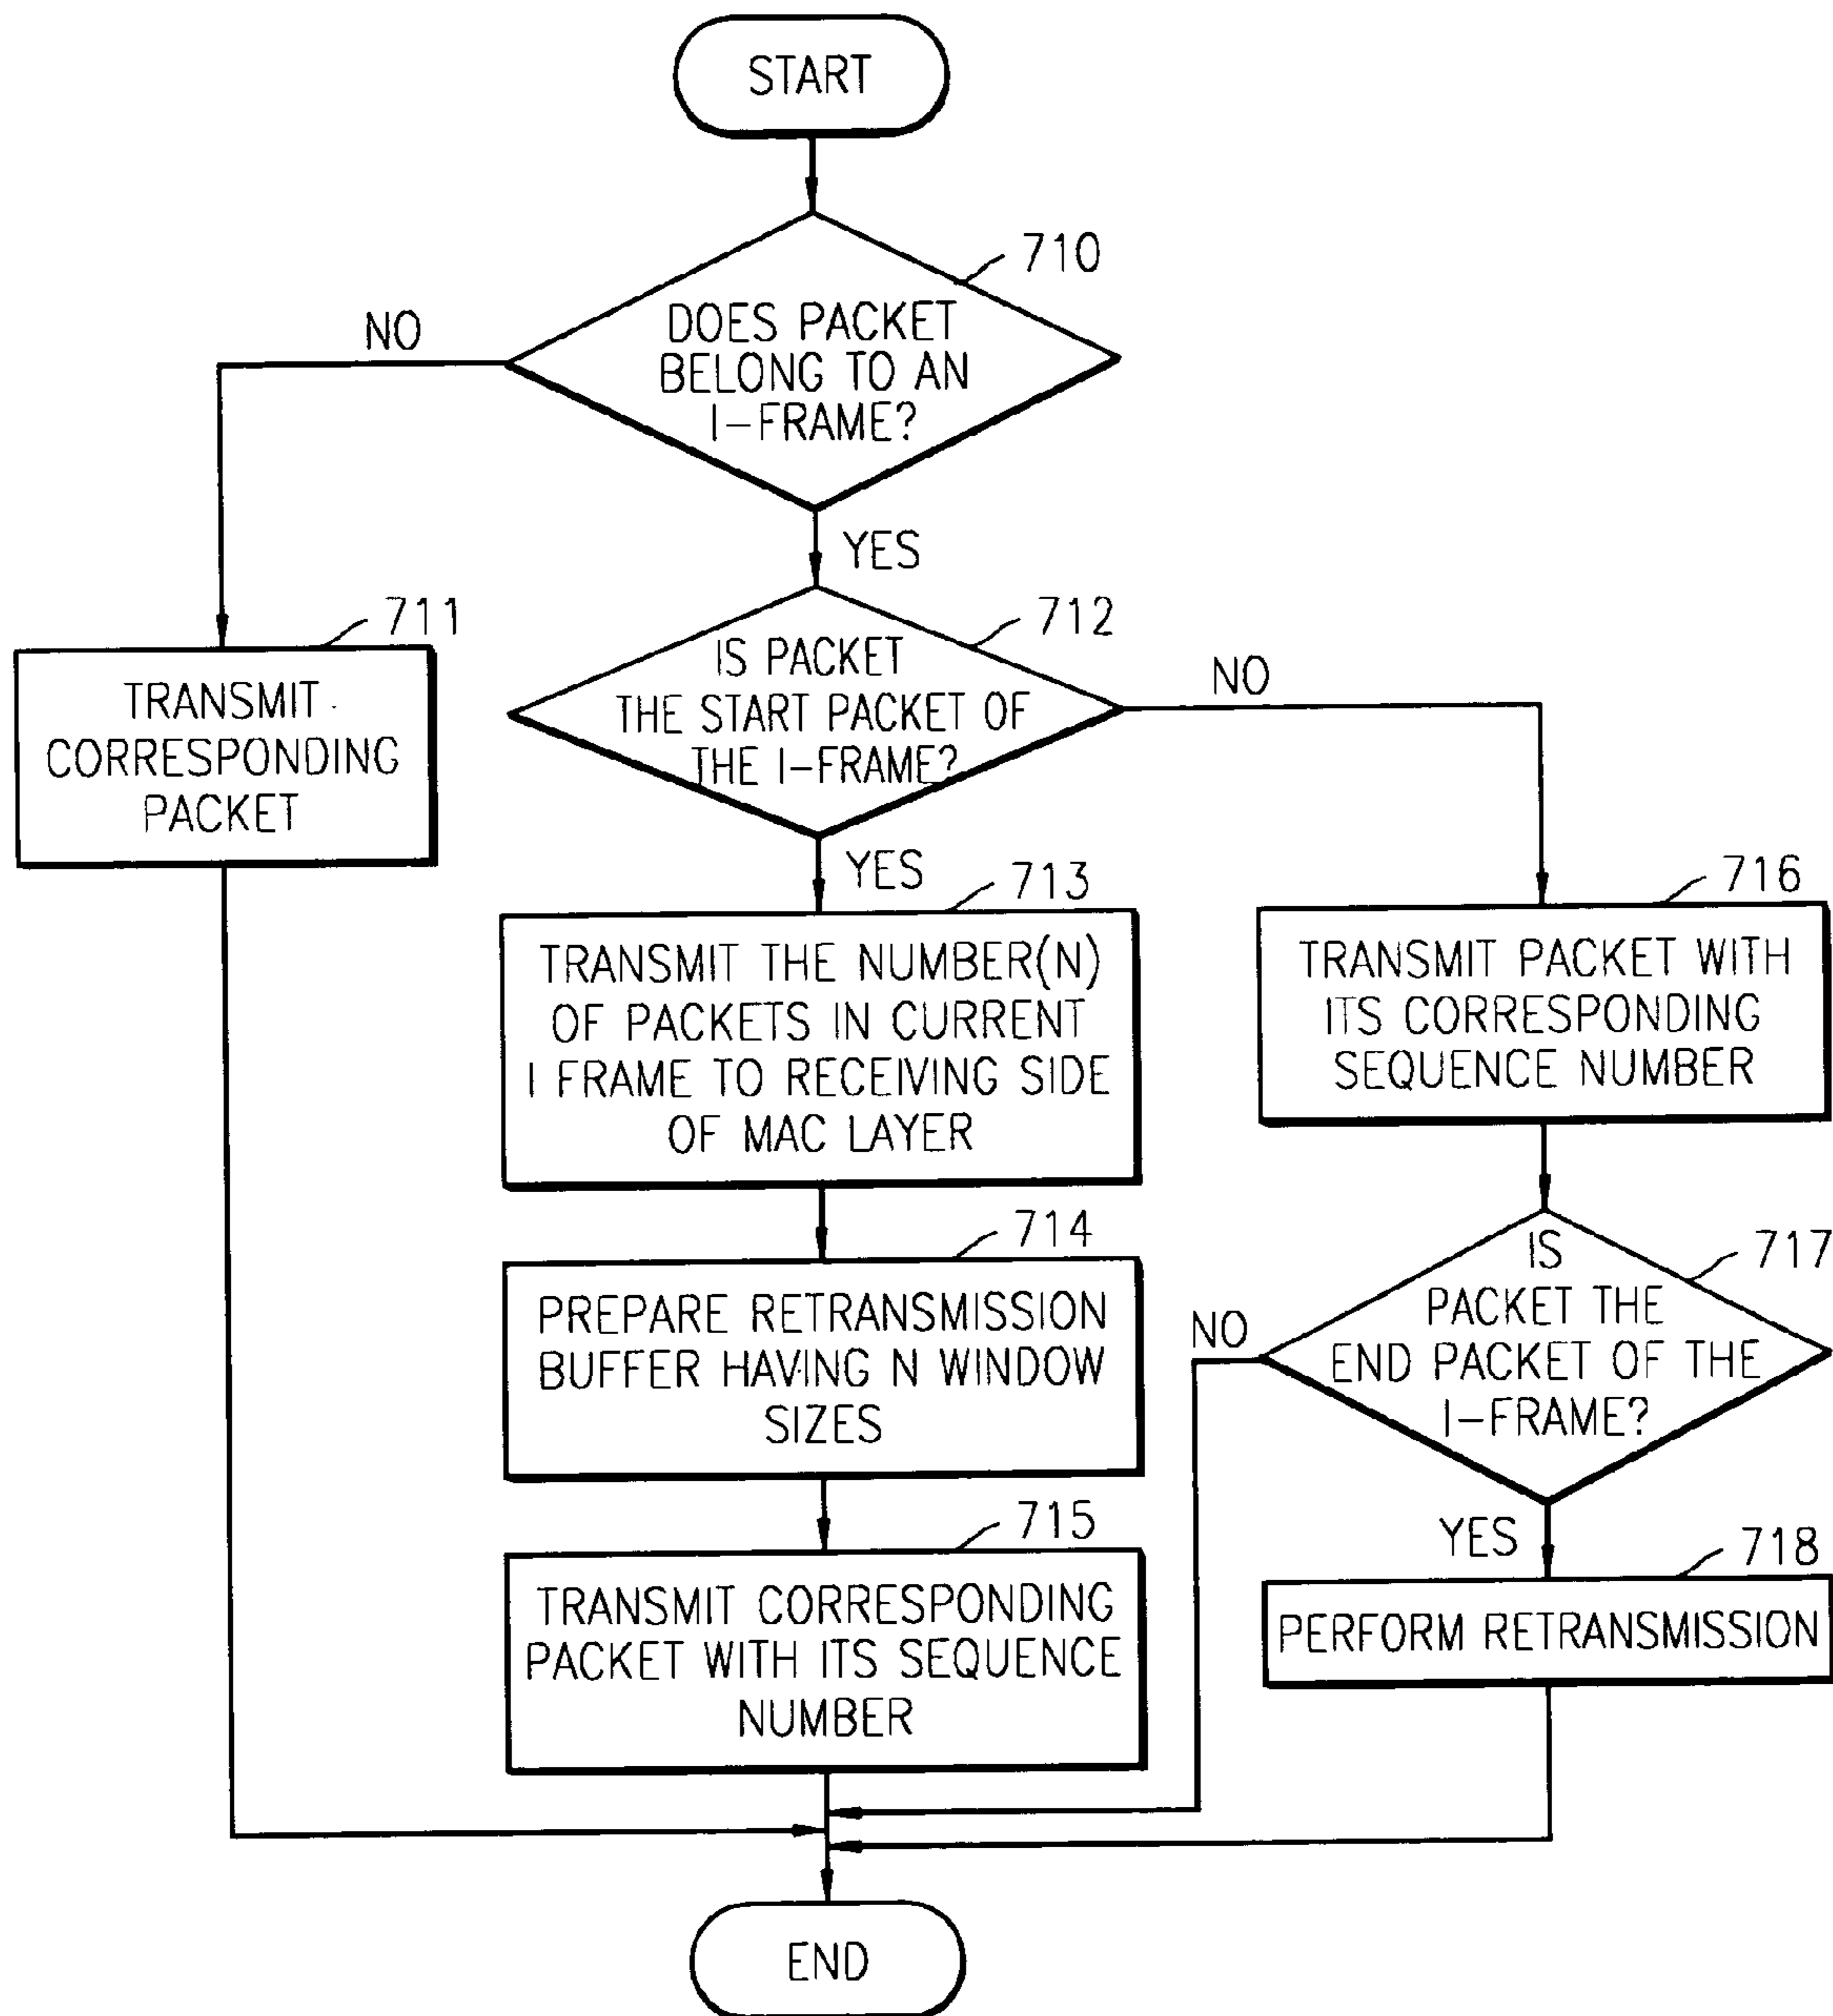 START
710
DOES PACKET
BELONG TO AN
I-FRAME?
NO
YES
711
TRANSMIT
CORRESPONDING
PACKET
712
IS PACKET
THE START PACKET OF
THE I-FRAME?
NO
YES
713
TRANSMIT THE NUMBER(N)
OF PACKETS IN CURRENT
I FRAME TO RECEIVING SIDE
OF MAC LAYER
716
TRANSMIT PACKET WITH
ITS CORRESPONDING
SEQUENCE NUMBER
714
PREPARE RETRANSMISSION
BUFFER HAVING N WINDOW
SIZES
717
IS
PACKET THE
END PACKET OF THE
I-FRAME?
NO
YES
715
TRANSMIT CORRESPONDING
PACKET WITH ITS SEQUENCE
NUMBER
718
PERFORM RETRANSMISSION
END